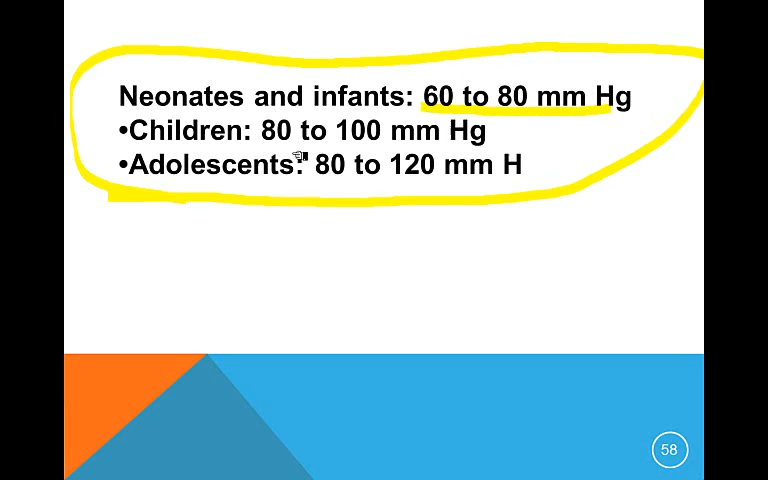 Neonates and infants: 60 to 80 mm Hg
•Children: 80 to 100 mm Hg
•Adolescents: 80 to 120 mm H
58